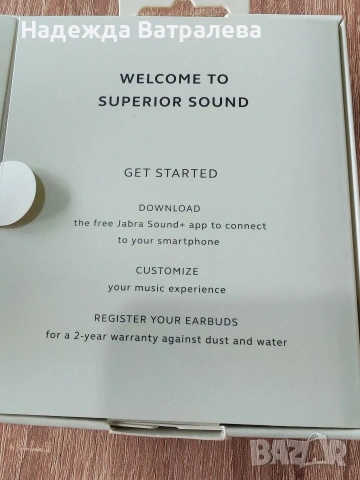 Надежда Ватралева
WELCOME TO
SUPERIOR SOUND
GET STARTED
DOWNLOAD
the free Jabra Sound+ app to connect
to your smartphone
CUSTOMIZE
your music experience
REGISTER YOUR EARBUDS
for a 2-year warranty against dust and water
BAZAR